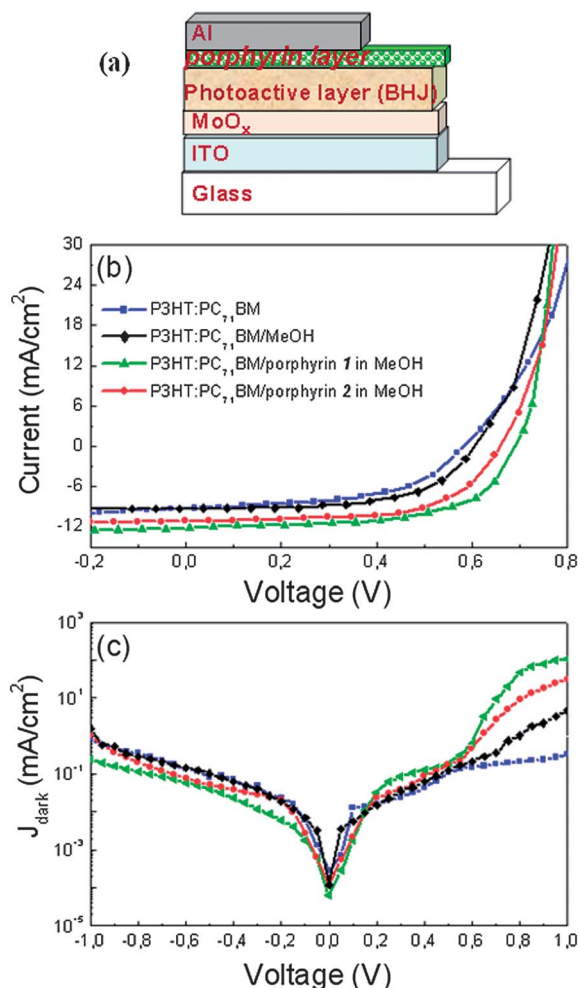 (a)
Al
porphyrin layer
Photoactive layer (BHJ)
MoOₓ
ITO
Glass
(b)
P3HT:PC₇₁BM
P3HT:PC₇₁BM/MeOH
P3HT:PC₇₁BM/porphyrin 1 in MeOH
P3HT:PC₇₁BM/porphyrin 2 in MeOH
Current (mA/cm²)
30
24
18
12
6
0
-6
-12
-0,2 0,0 0,2 0,4 0,6 0,8
Voltage (V)
(c)
J_dark (mA/cm²)
10³
10¹
10⁻¹
10⁻³
10⁻⁵
-1,0 -0,8 -0,6 -0,4 -0,2 0,0 0,2 0,4 0,6 0,8 1,0
Voltage (V)